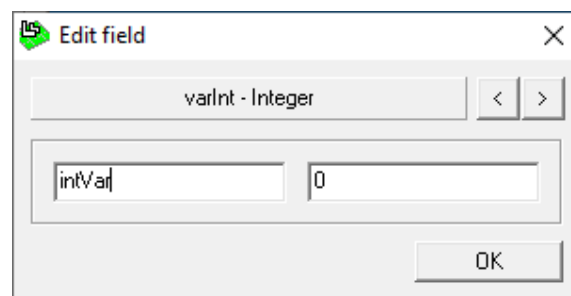 Edit field
varInt - Integer
< >
intVar 0
OK